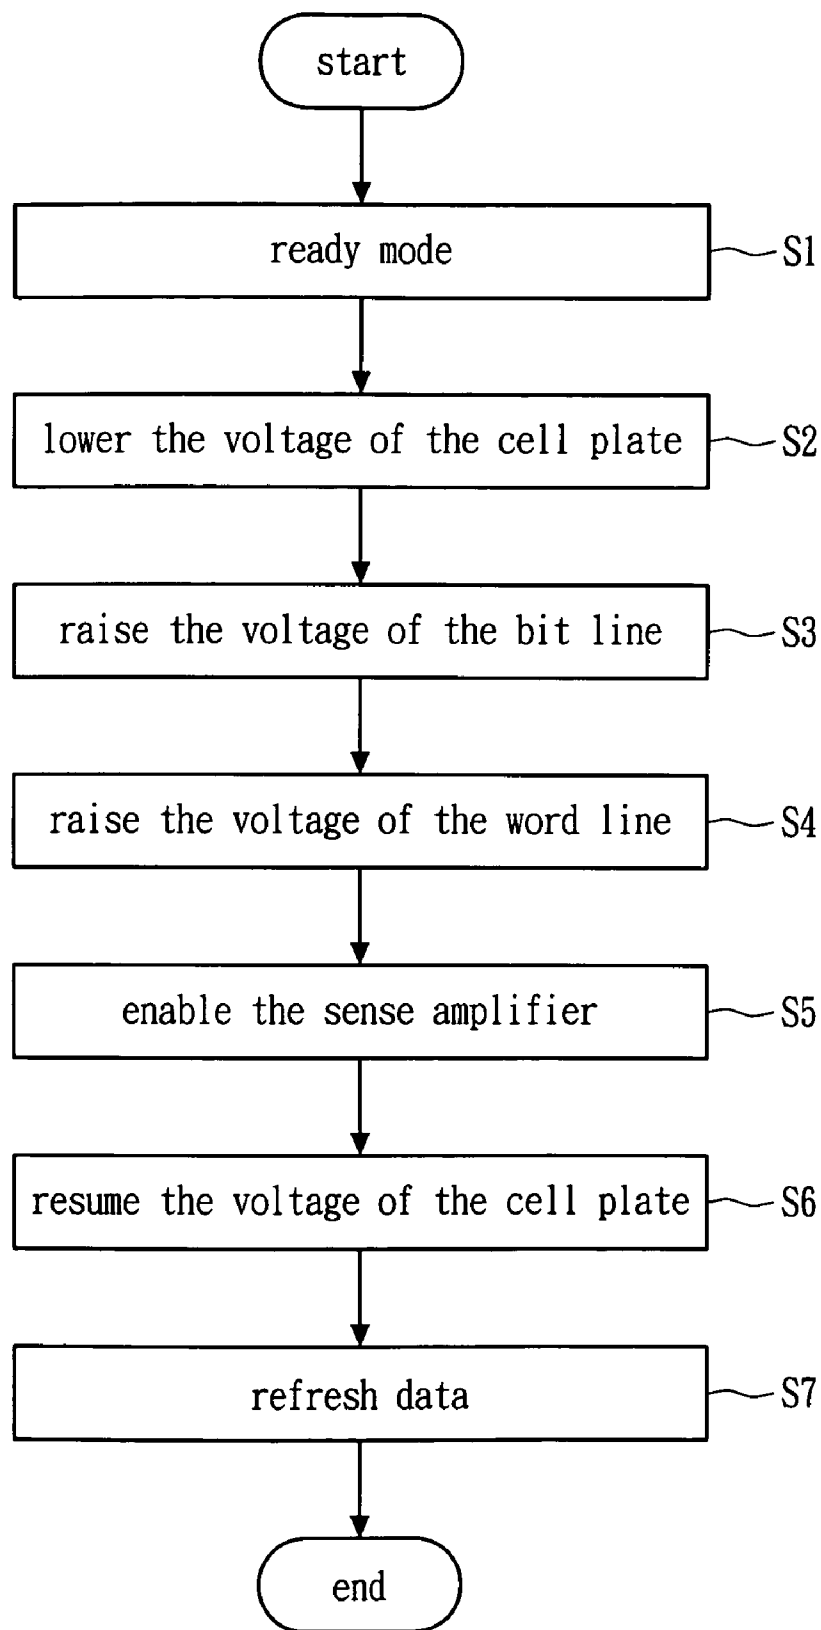 start
ready mode
S1
lower the voltage of the cell plate
S2
raise the voltage of the bit line
S3
raise the voltage of the word line
S4
enable the sense amplifier
S5
resume the voltage of the cell plate
S6
refresh data
S7
end